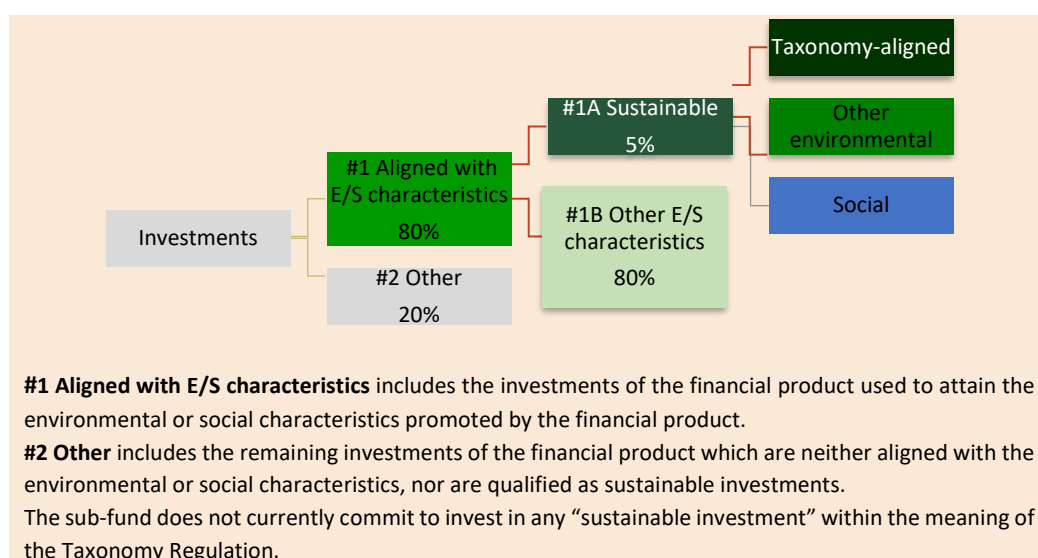 Taxonomy-aligned
#1A Sustainable
5%
Other
environmental
#1 Aligned with
E/S characteristics
80%
Social
#1B Other E/S
characteristics
80%
Investments
#2 Other
20%
#1 Aligned with E/S characteristics includes the investments of the financial product used to attain the
environmental or social characteristics promoted by the financial product.
#2 Other includes the remaining investments of the financial product which are neither aligned with the
environmental or social characteristics, nor are qualified as sustainable investments.
The sub-fund does not currently commit to invest in any “sustainable investment” within the meaning of
the Taxonomy Regulation.